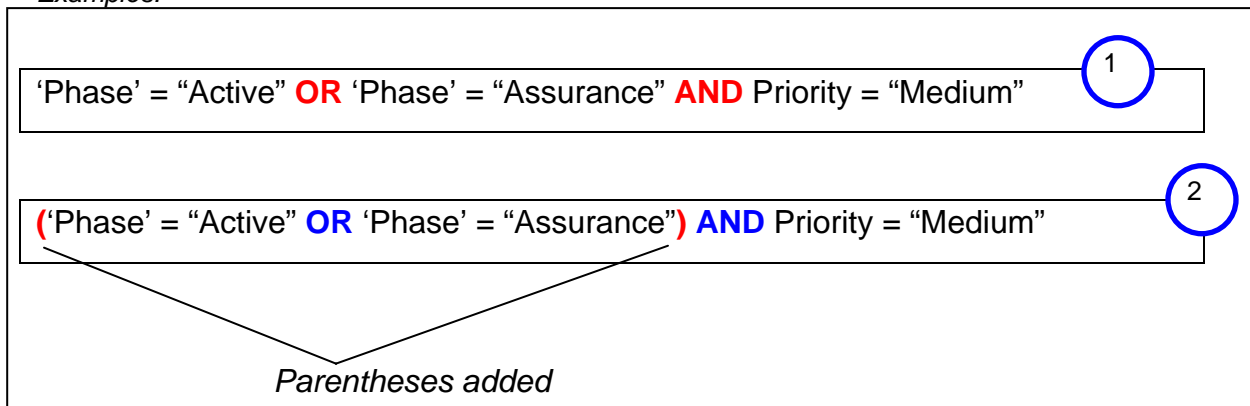 Examples:
1
‘Phase’ = “Active” OR ‘Phase’ = “Assurance” AND Priority = “Medium”
2
(‘Phase’ = “Active” OR ‘Phase’ = “Assurance”) AND Priority = “Medium”
Parentheses added